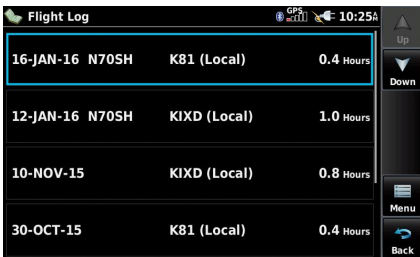 Flight Log
GPS
10:25A
16-JAN-16 N70SH K81 (Local) 0.4 Hours
12-JAN-16 N70SH KIXD (Local) 1.0 Hours
10-NOV-15 KIXD (Local) 0.8 Hours
30-OCT-15 K81 (Local) 0.4 Hours
Up
Down
Menu
Back